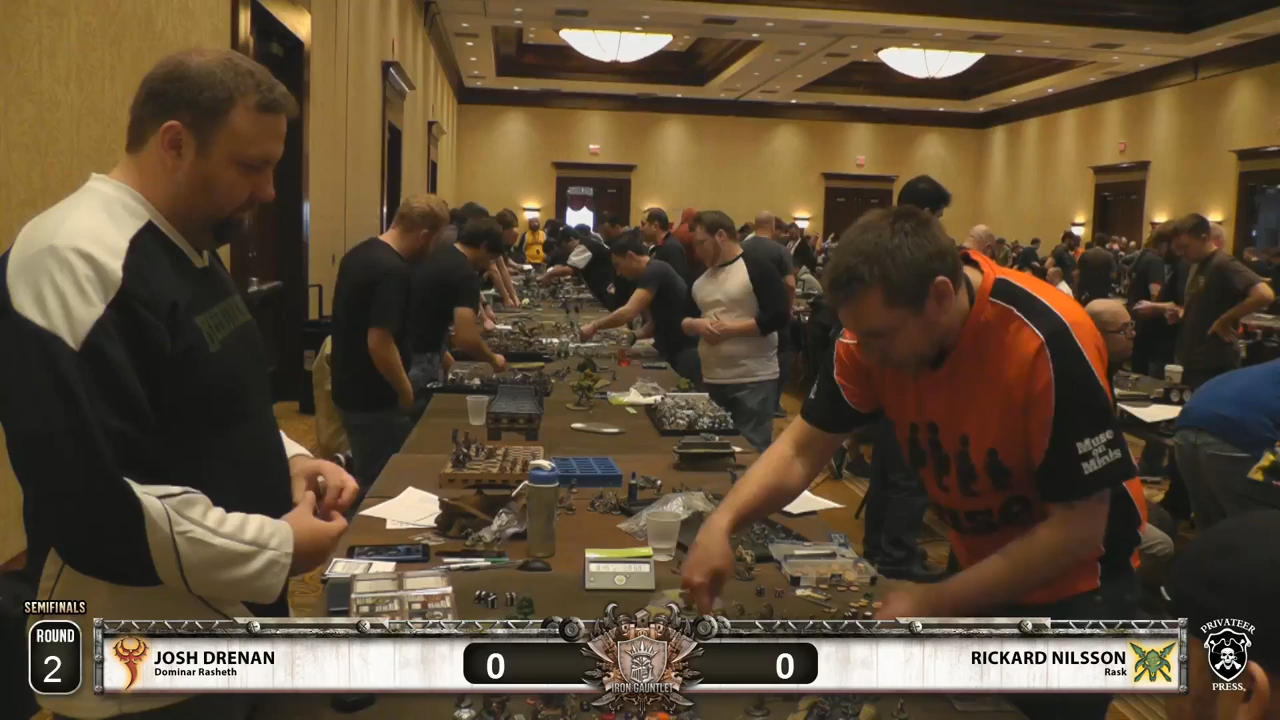 Muse
on
Minis
SEMIFINALS
ROUND
2
JOSH DRENAN
Dominar Rasheth
0
IRON GAUNTLET
0
RICKARD NILSSON
Rask
PRIVATEER
PRESS